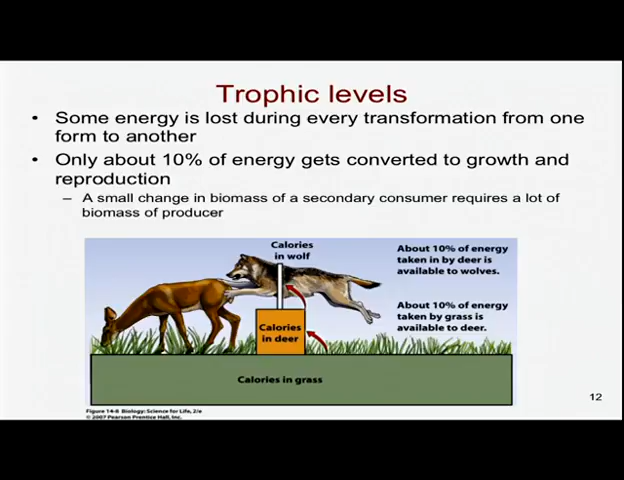 Trophic levels
• Some energy is lost during every transformation from one
form to another
• Only about 10% of energy gets converted to growth and
reproduction
– A small change in biomass of a secondary consumer requires a lot of
biomass of producer
Calories
in wolf
About 10% of energy
taken in by deer is
available to wolves.
About 10% of energy
taken by grass is
available to deer.
Calories
in deer
Calories in grass
12
Figure 14-8 Biology: Science for Life, 2/e
© 2007 Pearson Prentice Hall, Inc.